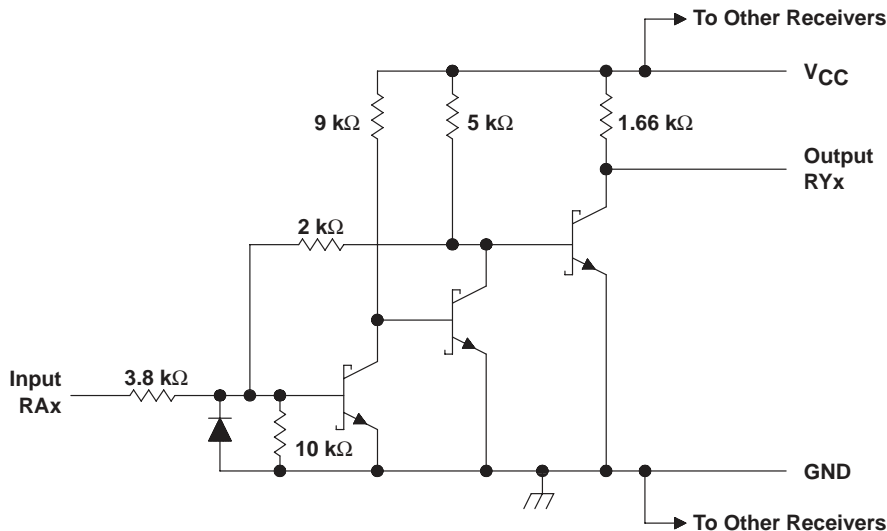 To Other Receivers
VCC
9 kΩ
5 kΩ
1.66 kΩ
Output
RYx
2 kΩ
Input
RAx
3.8 kΩ
10 kΩ
GND
To Other Receivers